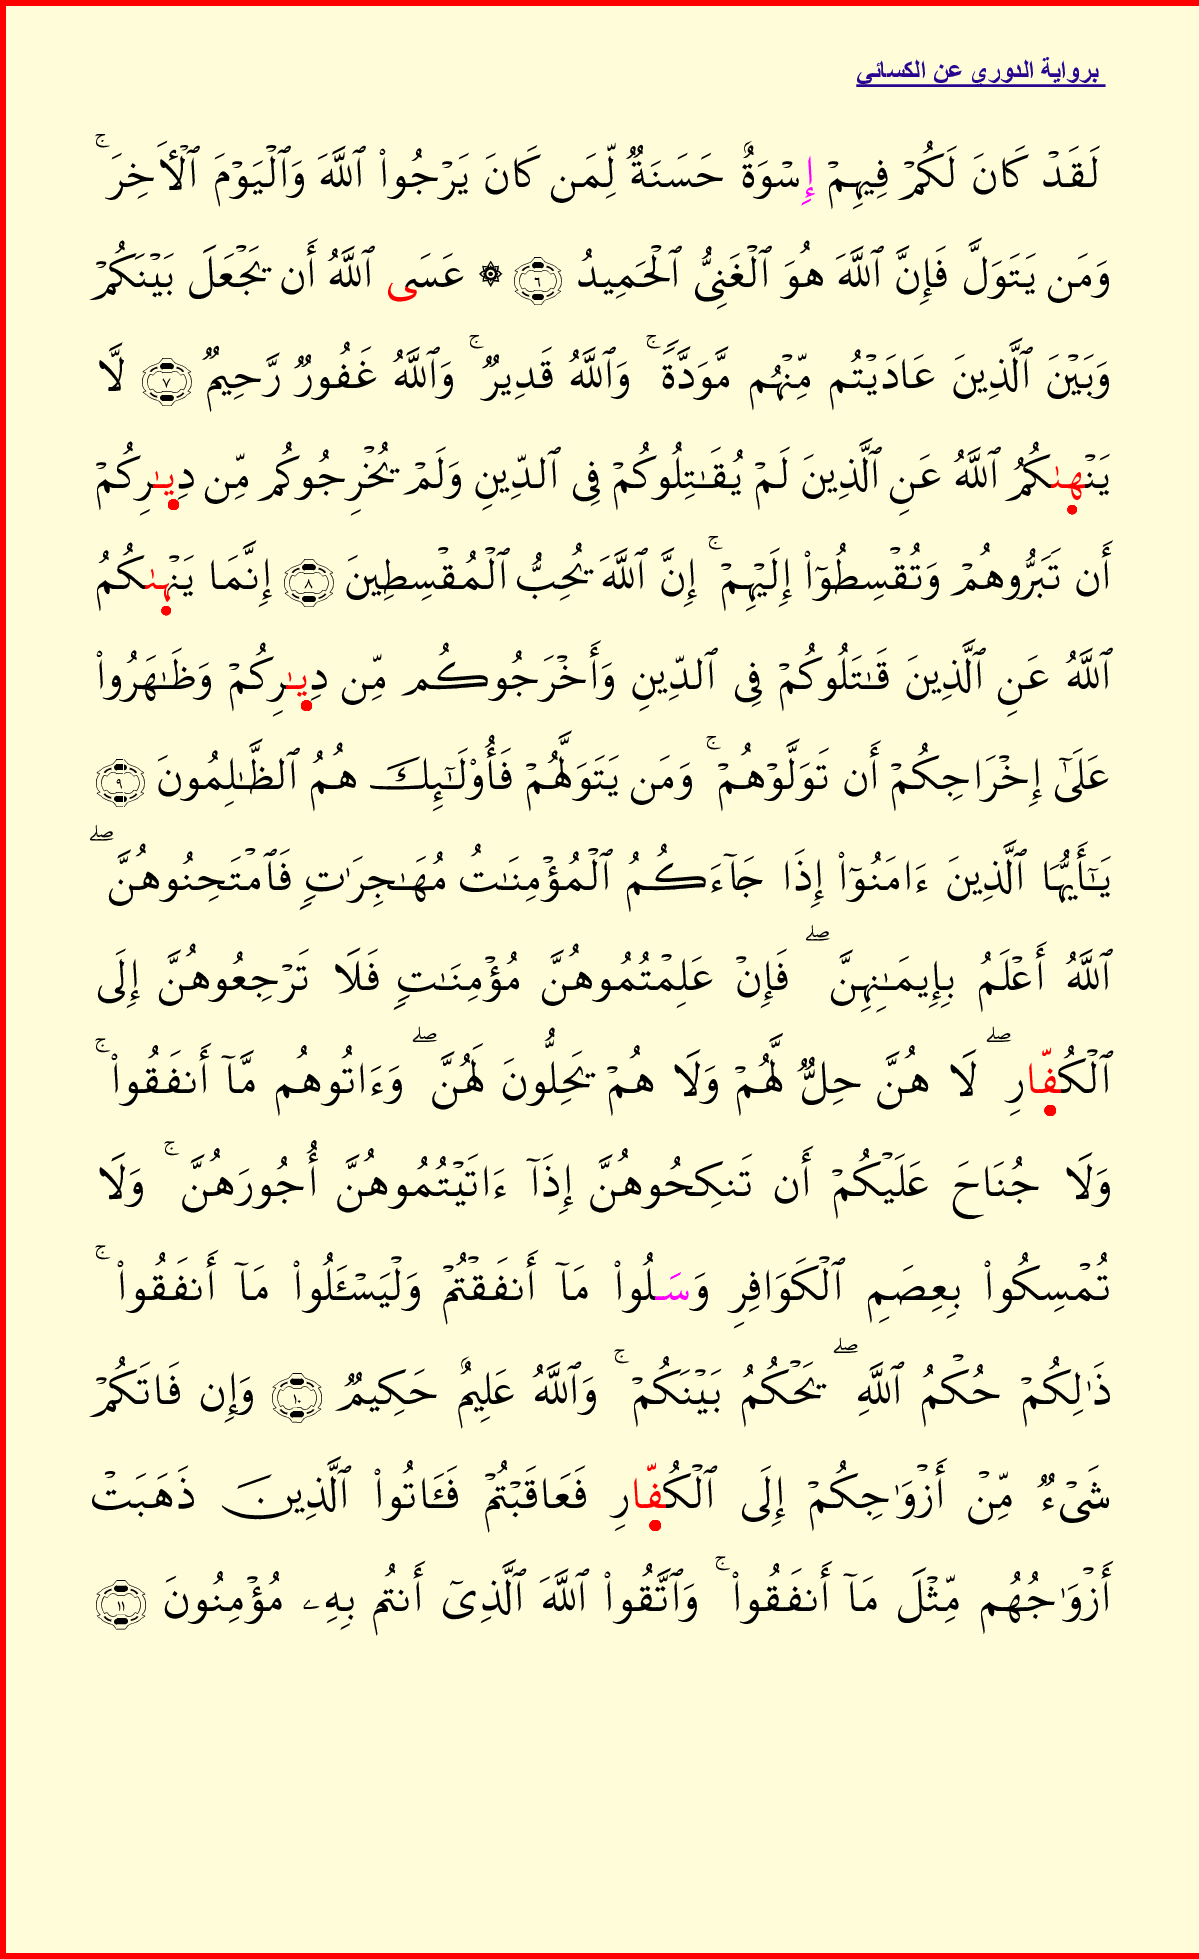 برواية الدوري عن الكسائي
لَقَدۡ كَانَ لَكُمۡ فِيهِمۡ إِسۡوَةٌ حَسَنَةٞ لِّمَن كَانَ يَرۡجُواْ ٱللَّهَ وَٱلۡيَوۡمَ ٱلۡأٓخِرَۚ
وَمَن يَتَوَلَّ فَإِنَّ ٱللَّهَ هُوَ ٱلۡغَنِيُّ ٱلۡحَمِيدُ ٦ ۞ عَسَى ٱللَّهُ أَن يَجۡعَلَ بَيۡنَكُمۡ
وَبَيۡنَ ٱلَّذِينَ عَادَيۡتُم مِّنۡهُم مَّوَدَّةٗۚ وَٱللَّهُ قَدِيرٞۚ وَٱللَّهُ غَفُورٞ رَّحِيمٞ ٧ لَّا
يَنۡهىٰكُمُ ٱللَّهُ عَنِ ٱلَّذِينَ لَمۡ يُقَٰتِلُوكُمۡ فِي ٱلدِّينِ وَلَمۡ يُخۡرِجُوكُم مِّن دِيٰرِكُمۡ
أَن تَبَرُّوهُمۡ وَتُقۡسِطُوٓاْ إِلَيۡهِمۡۚ إِنَّ ٱللَّهَ يُحِبُّ ٱلۡمُقۡسِطِينَ ٨ إِنَّمَا يَنۡهىٰكُمُ
ٱللَّهُ عَنِ ٱلَّذِينَ قَٰتَلُوكُمۡ فِي ٱلدِّينِ وَأَخۡرَجُوكُم مِّن دِيٰرِكُمۡ وَظَٰهَرُواْ
عَلَىٰٓ إِخۡرَاجِكُمۡ أَن تَوَلَّوۡهُمۡۚ وَمَن يَتَوَلَّهُمۡ فَأُوْلَٰٓئِكَ هُمُ ٱلظَّٰلِمُونَ ٩
يَٰٓأَيُّهَا ٱلَّذِينَ ءَامَنُوٓاْ إِذَا جَآءَكُمُ ٱلۡمُؤۡمِنَٰتُ مُهَٰجِرَٰتٖ فَٱمۡتَحِنُوهُنَّۖ
ٱللَّهُ أَعۡلَمُ بِإِيمَٰنِهِنَّۖ فَإِنۡ عَلِمۡتُمُوهُنَّ مُؤۡمِنَٰتٖ فَلَا تَرۡجِعُوهُنَّ إِلَى
ٱلۡكُفّارِۖ لَا هُنَّ حِلّٞ لَّهُمۡ وَلَا هُمۡ يَحِلُّونَ لَهُنَّۖ وَءَاتُوهُم مَّآ أَنفَقُواْۚ
وَلَا جُنَاحَ عَلَيۡكُمۡ أَن تَنكِحُوهُنَّ إِذَآ ءَاتَيۡتُمُوهُنَّ أُجُورَهُنَّۚ وَلَا
تُمۡسِكُواْ بِعِصَمِ ٱلۡكَوَافِرِ وَسَلُواْ مَآ أَنفَقۡتُمۡ وَلۡيَسۡـَٔلُواْ مَآ أَنفَقُواْۚ
ذَٰلِكُمۡ حُكۡمُ ٱللَّهِۖ يَحۡكُمُ بَيۡنَكُمۡۚ وَٱللَّهُ عَلِيمٌ حَكِيمٞ ١٠ وَإِن فَاتَكُمۡ
شَيۡءٞ مِّنۡ أَزۡوَٰجِكُمۡ إِلَى ٱلۡكُفّارِ فَعَاقَبۡتُمۡ فَـَٔاتُواْ ٱلَّذِينَ ذَهَبَتۡ
أَزۡوَٰجُهُم مِّثۡلَ مَآ أَنفَقُواْۚ وَٱتَّقُواْ ٱللَّهَ ٱلَّذِيٓ أَنتُم بِهِۦ مُؤۡمِنُونَ ١١